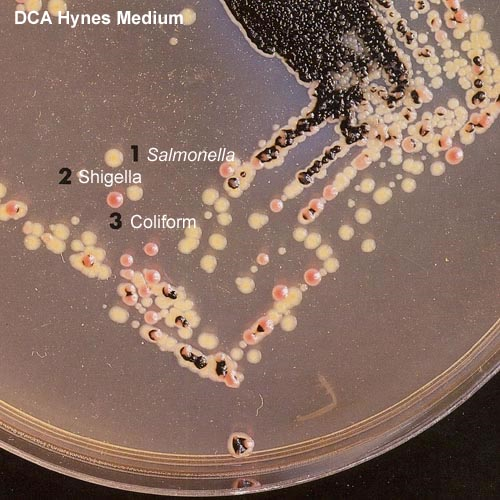 DCA Hynes Medium
1 Salmonella
2 Shigella
3 Coliform